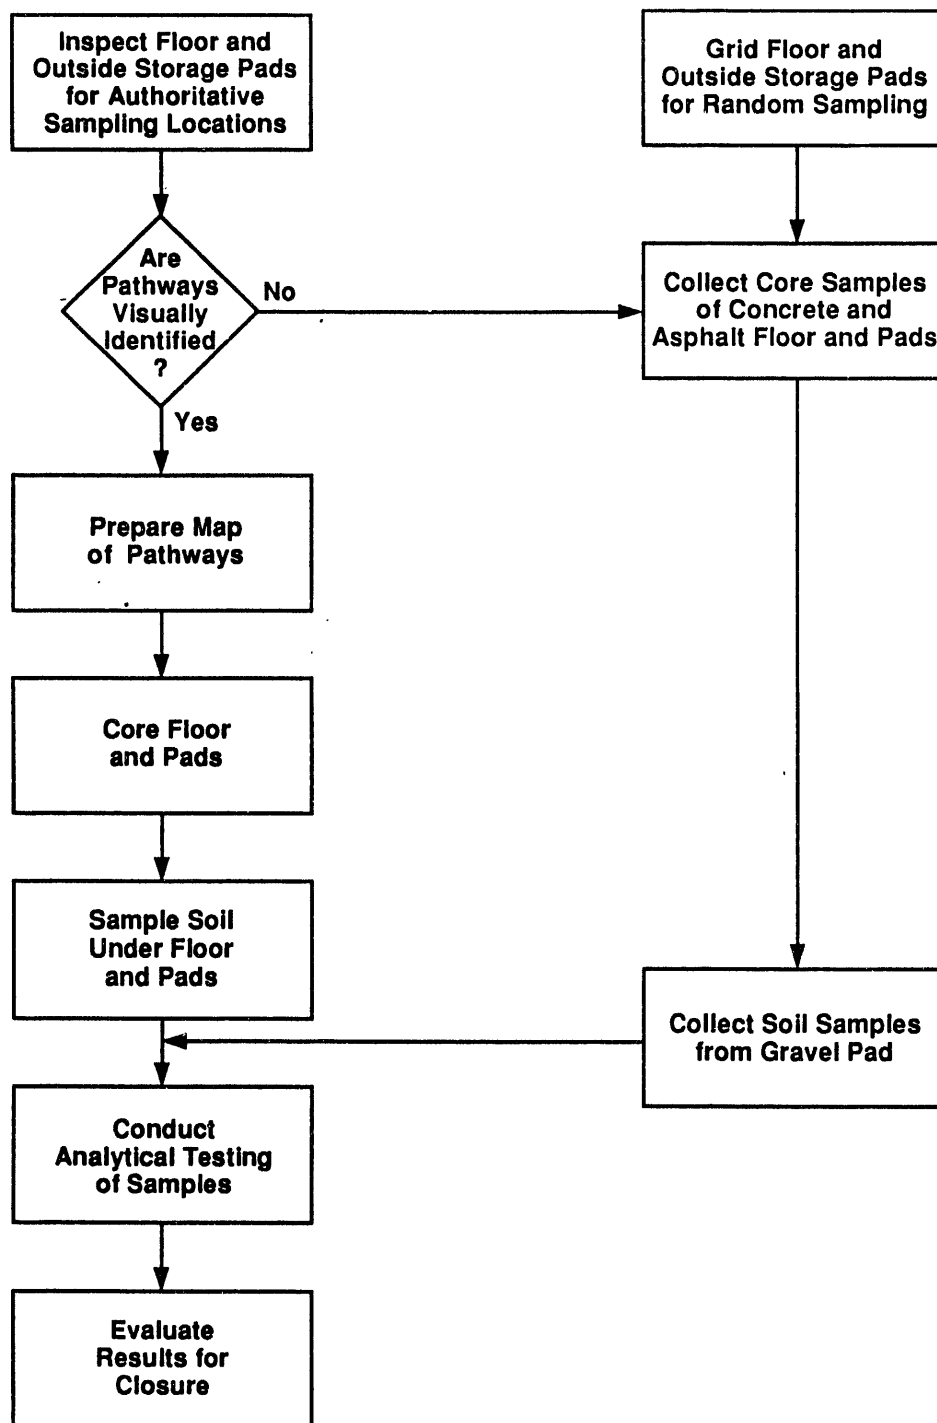 Inspect Floor and
Outside Storage Pads
for Authoritative
Sampling Locations
Grid Floor and
Outside Storage Pads
for Random Sampling
Are
Pathways
Visually
Identified
?
No
Collect Core Samples
of Concrete and
Asphalt Floor and Pads
Yes
Prepare Map
of Pathways
Core Floor
and Pads
Sample Soil
Under Floor
and Pads
Collect Soil Samples
from Gravel Pad
Conduct
Analytical Testing
of Samples
Evaluate
Results for
Closure